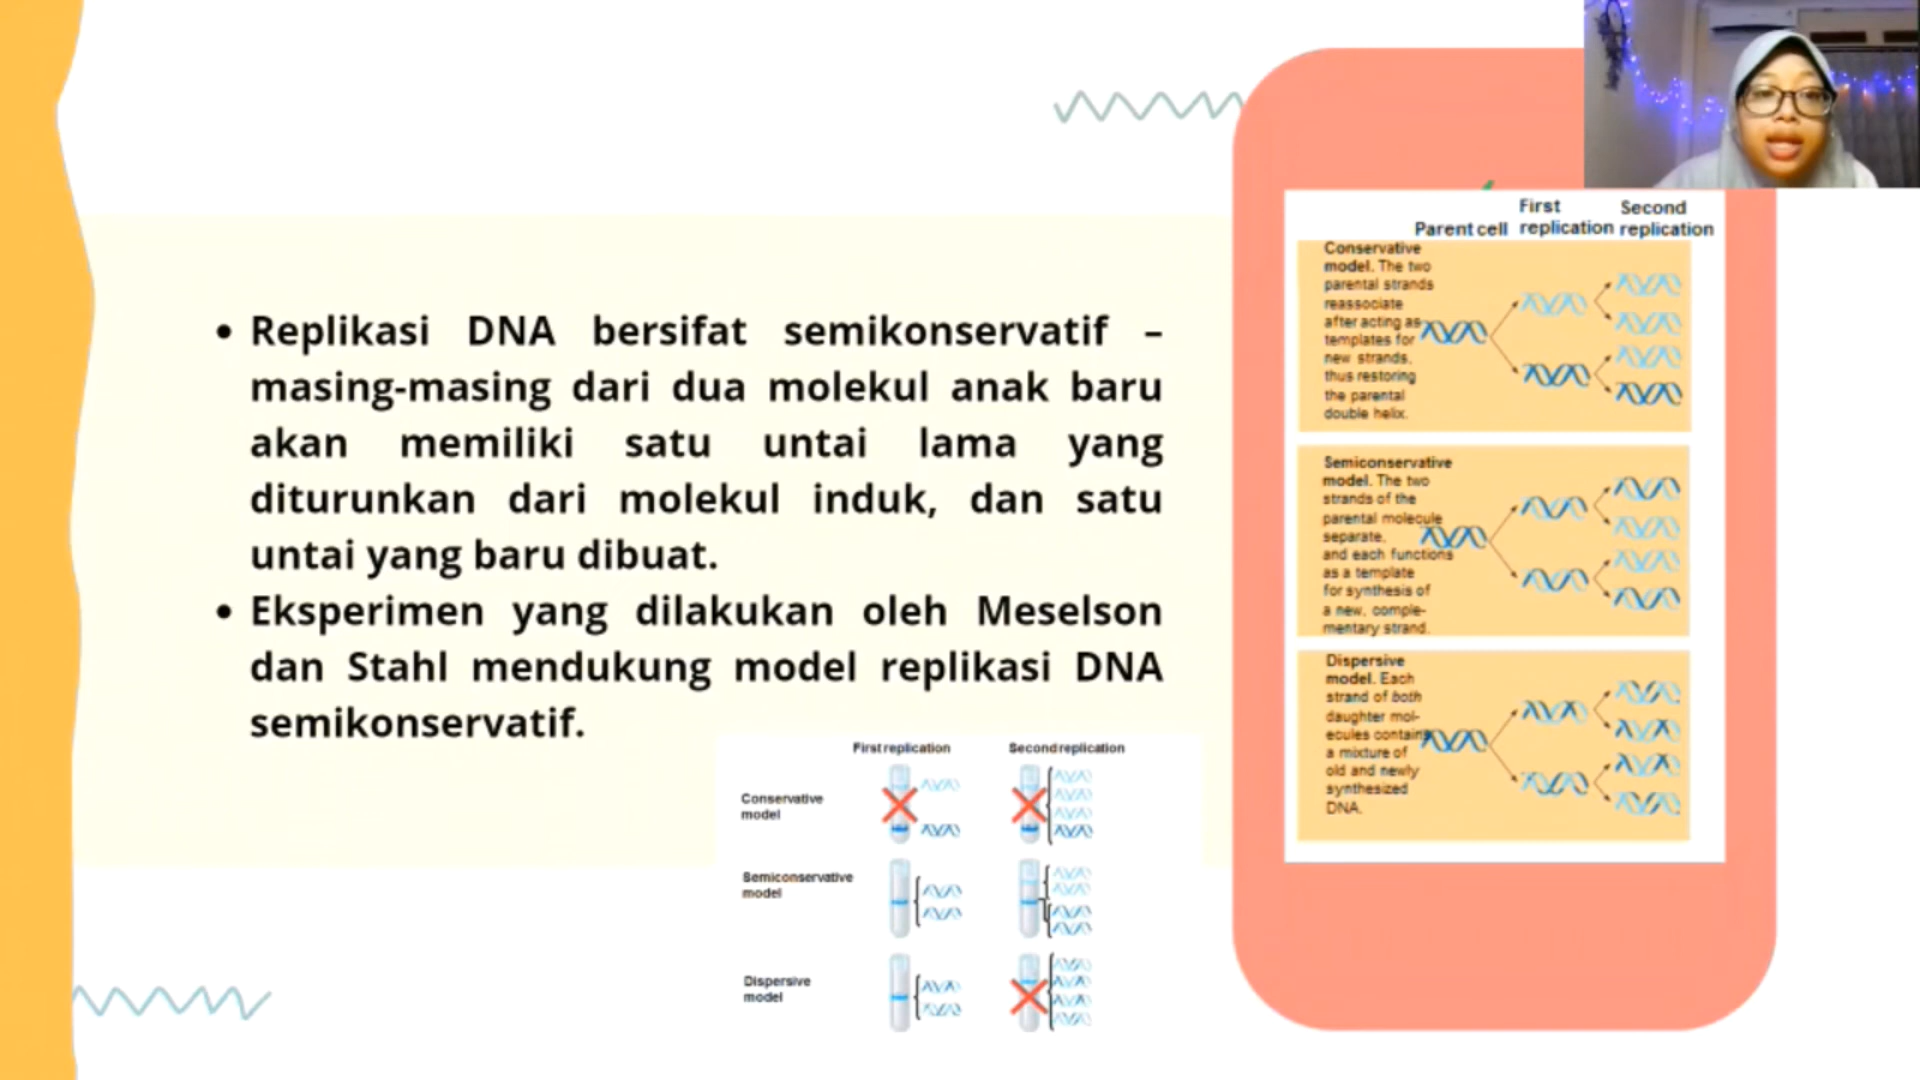 Replikasi DNA bersifat semikonservatif –
masing-masing dari dua molekul anak baru
akan memiliki satu untai lama yang
diturunkan dari molekul induk, dan satu
untai yang baru dibuat.
Eksperimen yang dilakukan oleh Meselson
dan Stahl mendukung model replikasi DNA
semikonservatif.
First replication
Second replication
Conservative
model
Semiconservative
model
Dispersive
model
Parent cell
First
replication
Second
replication
Conservative
model. The two
parental strands
reassociate
after acting as
templates for
new strands,
thus restoring
the parental
double helix.
Semiconservative
model. The two
strands of the
parental molecule
separate,
and each functions
as a template
for synthesis of
a new, comple-
mentary strand.
Dispersive
model. Each
strand of both
daughter mol-
ecules contains
a mixture of
old and newly
synthesized
DNA.